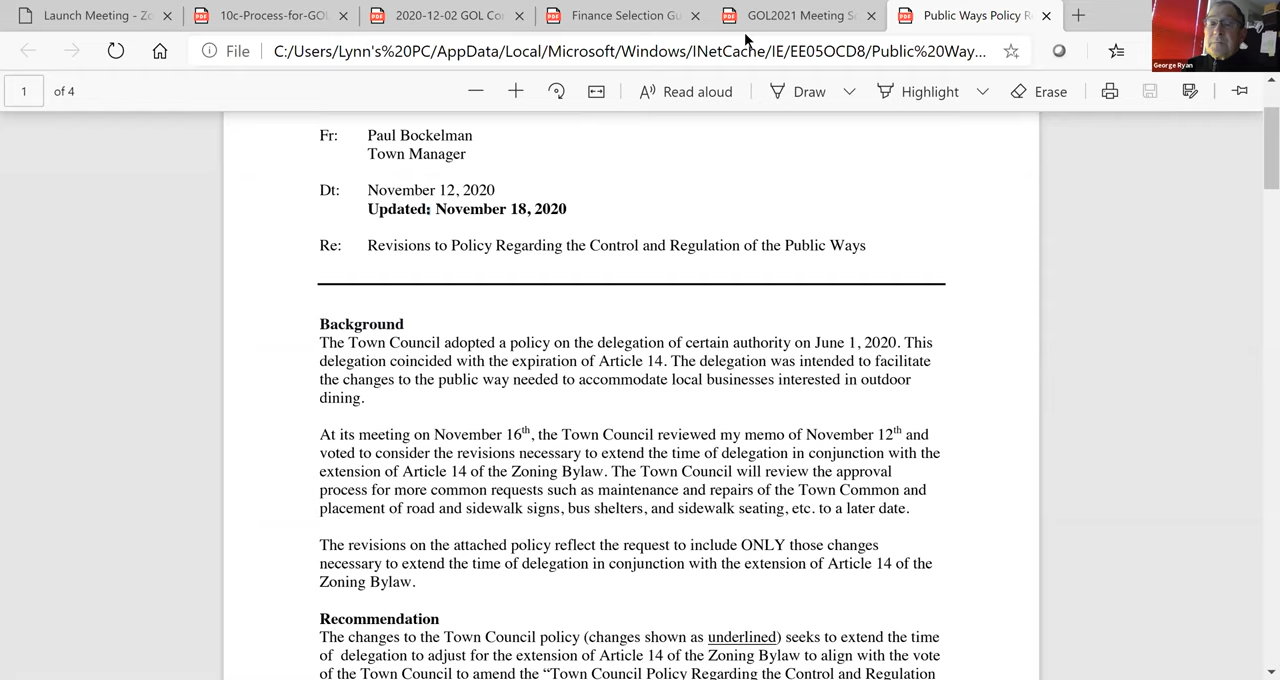 Launch Meeting - Zo
10c-Process-for-GOL
2020-12-02 GOL Co
Finance Selection Gu
GOL2021 Meeting S
Public Ways Policy R
File
C:/Users/Lynn's%20PC/AppData/Local/Microsoft/Windows/INetCache/IE/EE05OCD8/Public%20Way...
George Ryan
1 of 4
Read aloud
Draw
Highlight
Erase
Fr: Paul Bockelman
Town Manager
Dt: November 12, 2020
Updated: November 18, 2020
Re: Revisions to Policy Regarding the Control and Regulation of the Public Ways
Background
The Town Council adopted a policy on the delegation of certain authority on June 1, 2020. This
delegation coincided with the expiration of Article 14. The delegation was intended to facilitate
the changes to the public way needed to accommodate local businesses interested in outdoor
dining.
At its meeting on November 16th, the Town Council reviewed my memo of November 12th and
voted to consider the revisions necessary to extend the time of delegation in conjunction with the
extension of Article 14 of the Zoning Bylaw. The Town Council will review the approval
process for more common requests such as maintenance and repairs of the Town Common and
placement of road and sidewalk signs, bus shelters, and sidewalk seating, etc. to a later date.
The revisions on the attached policy reflect the request to include ONLY those changes
necessary to extend the time of delegation in conjunction with the extension of Article 14 of the
Zoning Bylaw.
Recommendation
The changes to the Town Council policy (changes shown as underlined) seeks to extend the time
of delegation to adjust for the extension of Article 14 of the Zoning Bylaw to align with the vote
of the Town Council to amend the “Town Council Policy Regarding the Control and Regulation